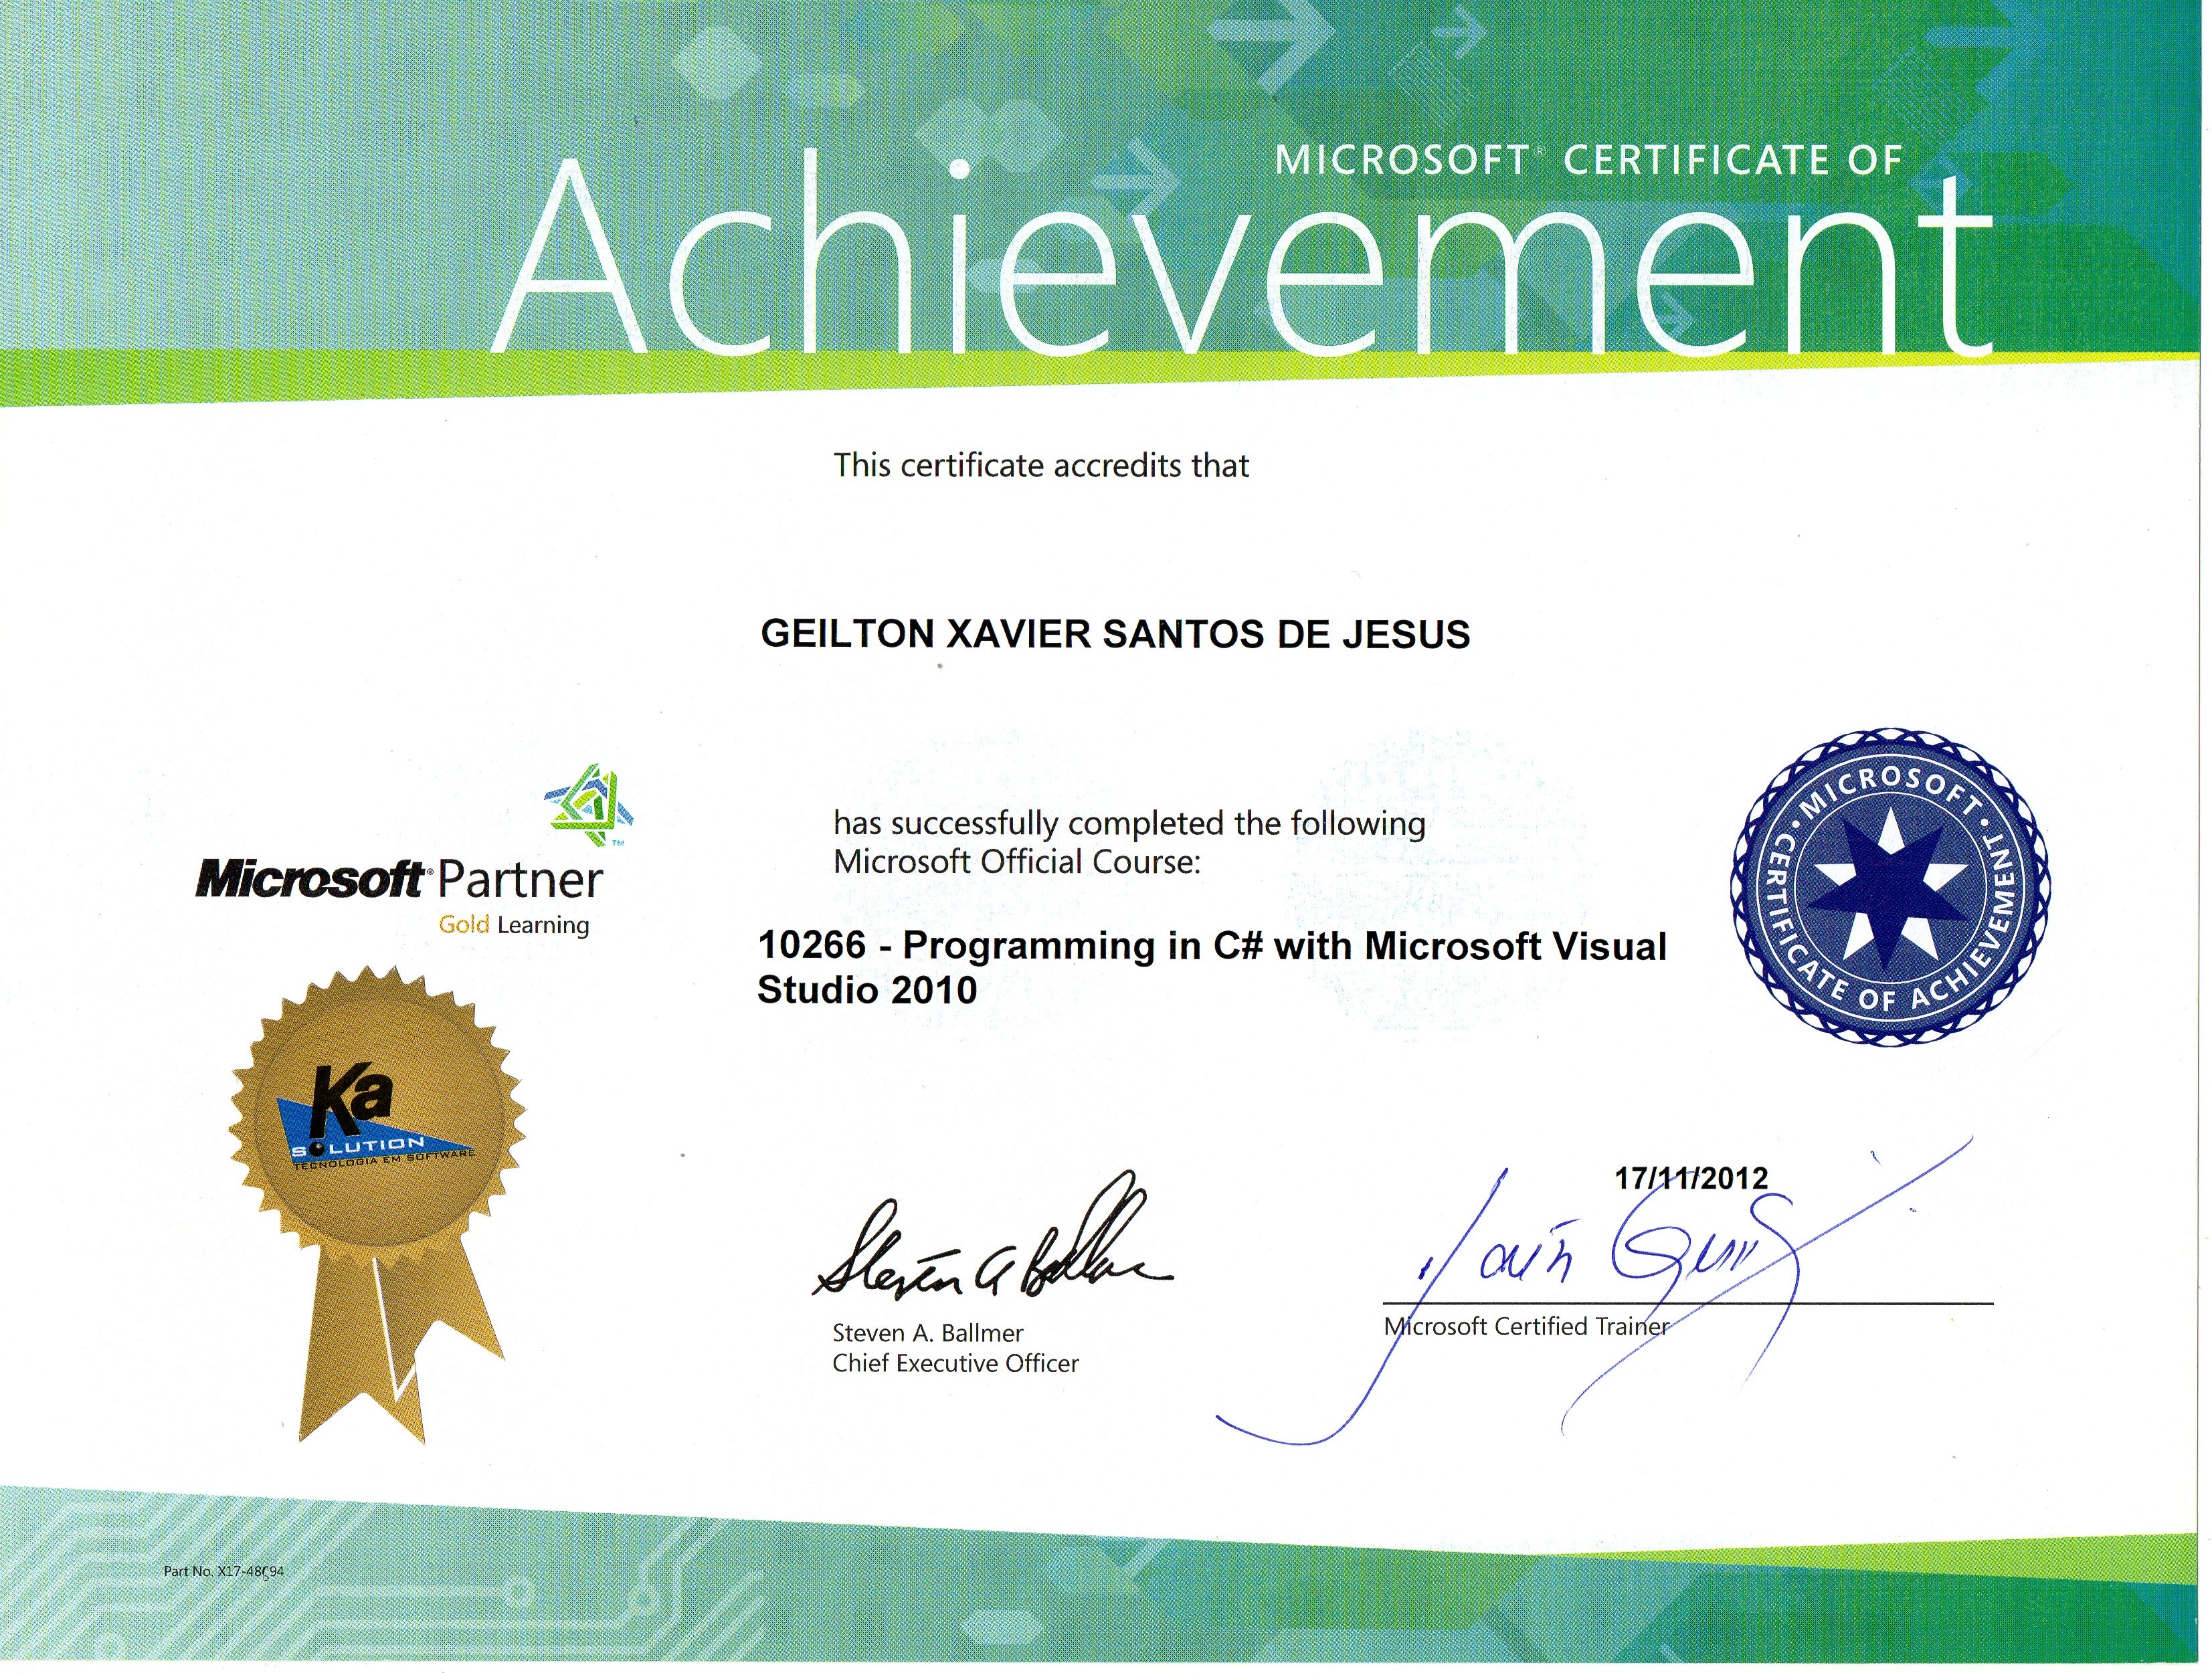 MICROSOFT® CERTIFICATE OF
Achievement
This certificate accredits that
GEILTON XAVIER SANTOS DE JESUS
has successfully completed the following
Microsoft Official Course:
10266 - Programming in C# with Microsoft Visual
Studio 2010
Microsoft® Partner
Gold Learning
Ka
SOLUTION
TECNOLOGIA EM SOFTWARE
• MICROSOFT •
CERTIFICATE OF ACHIEVEMENT
17/11/2012
Steven A Ballmer
Steven A. Ballmer
Chief Executive Officer
Microsoft Certified Trainer
Part No.